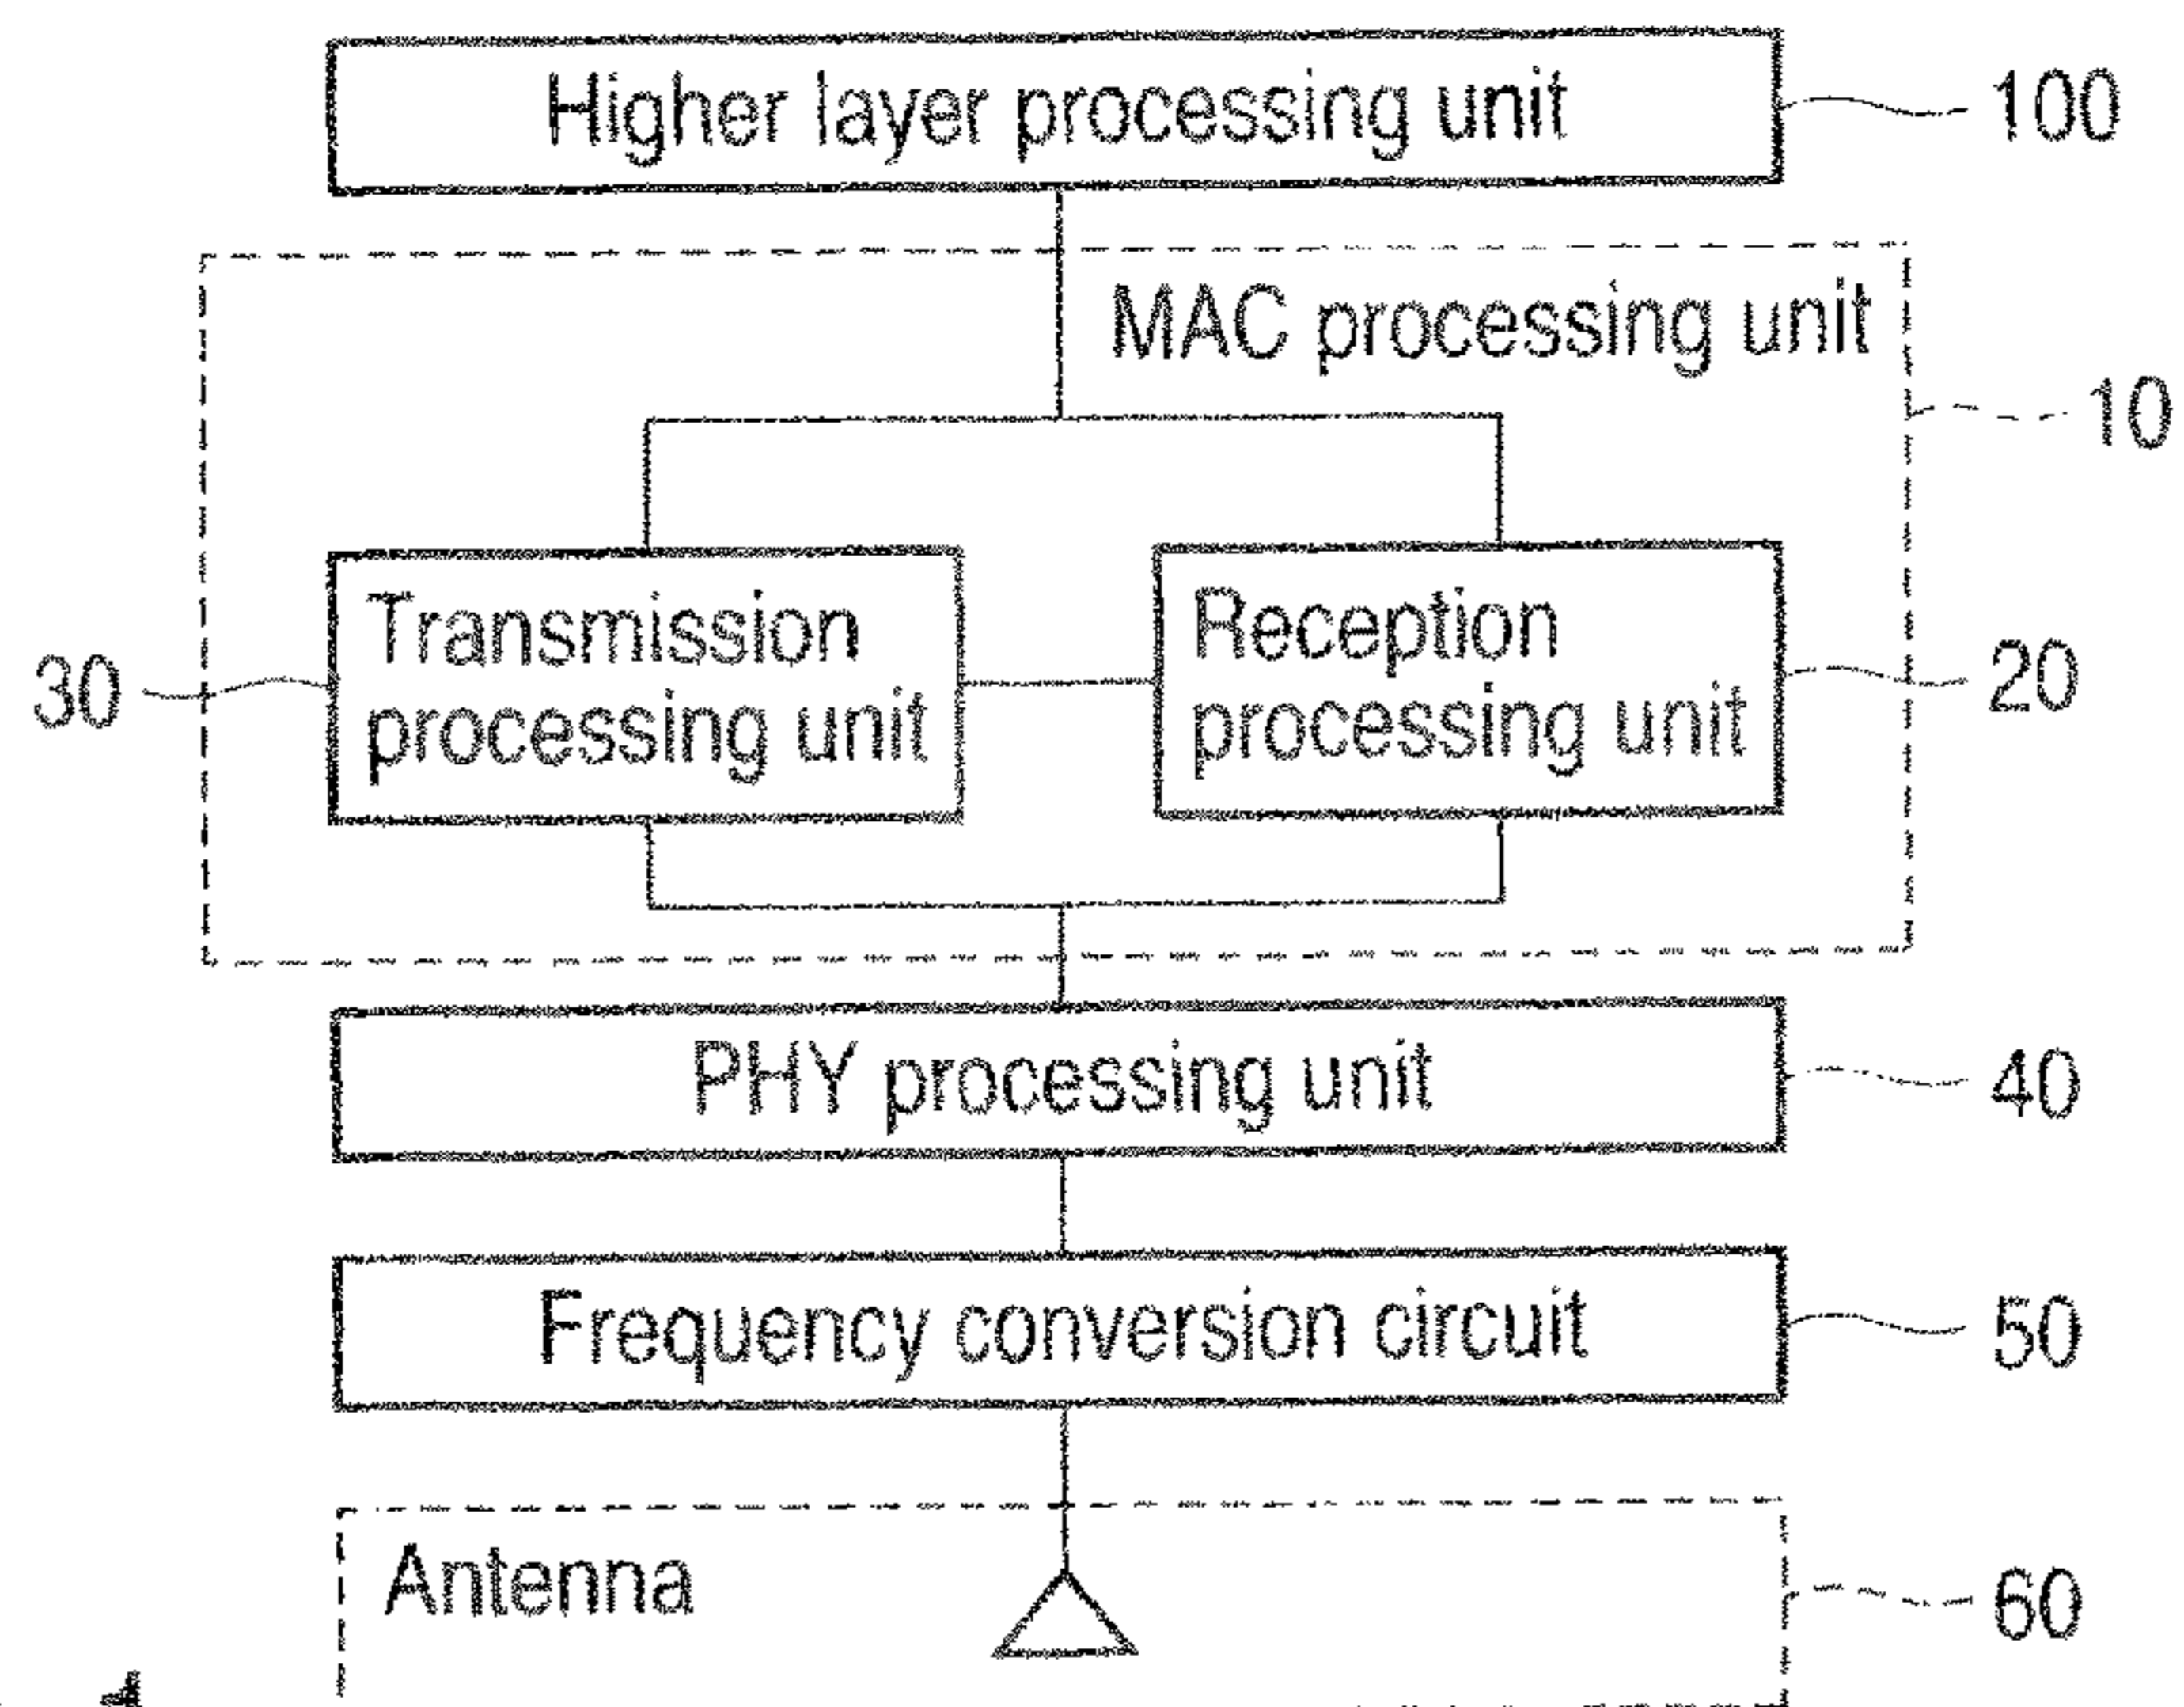 Higher layer processing unit
100
MAC processing unit
10
Transmission
processing unit
30
Reception
processing unit
20
PHY processing unit
40
Frequency conversion circuit
50
Antenna
60